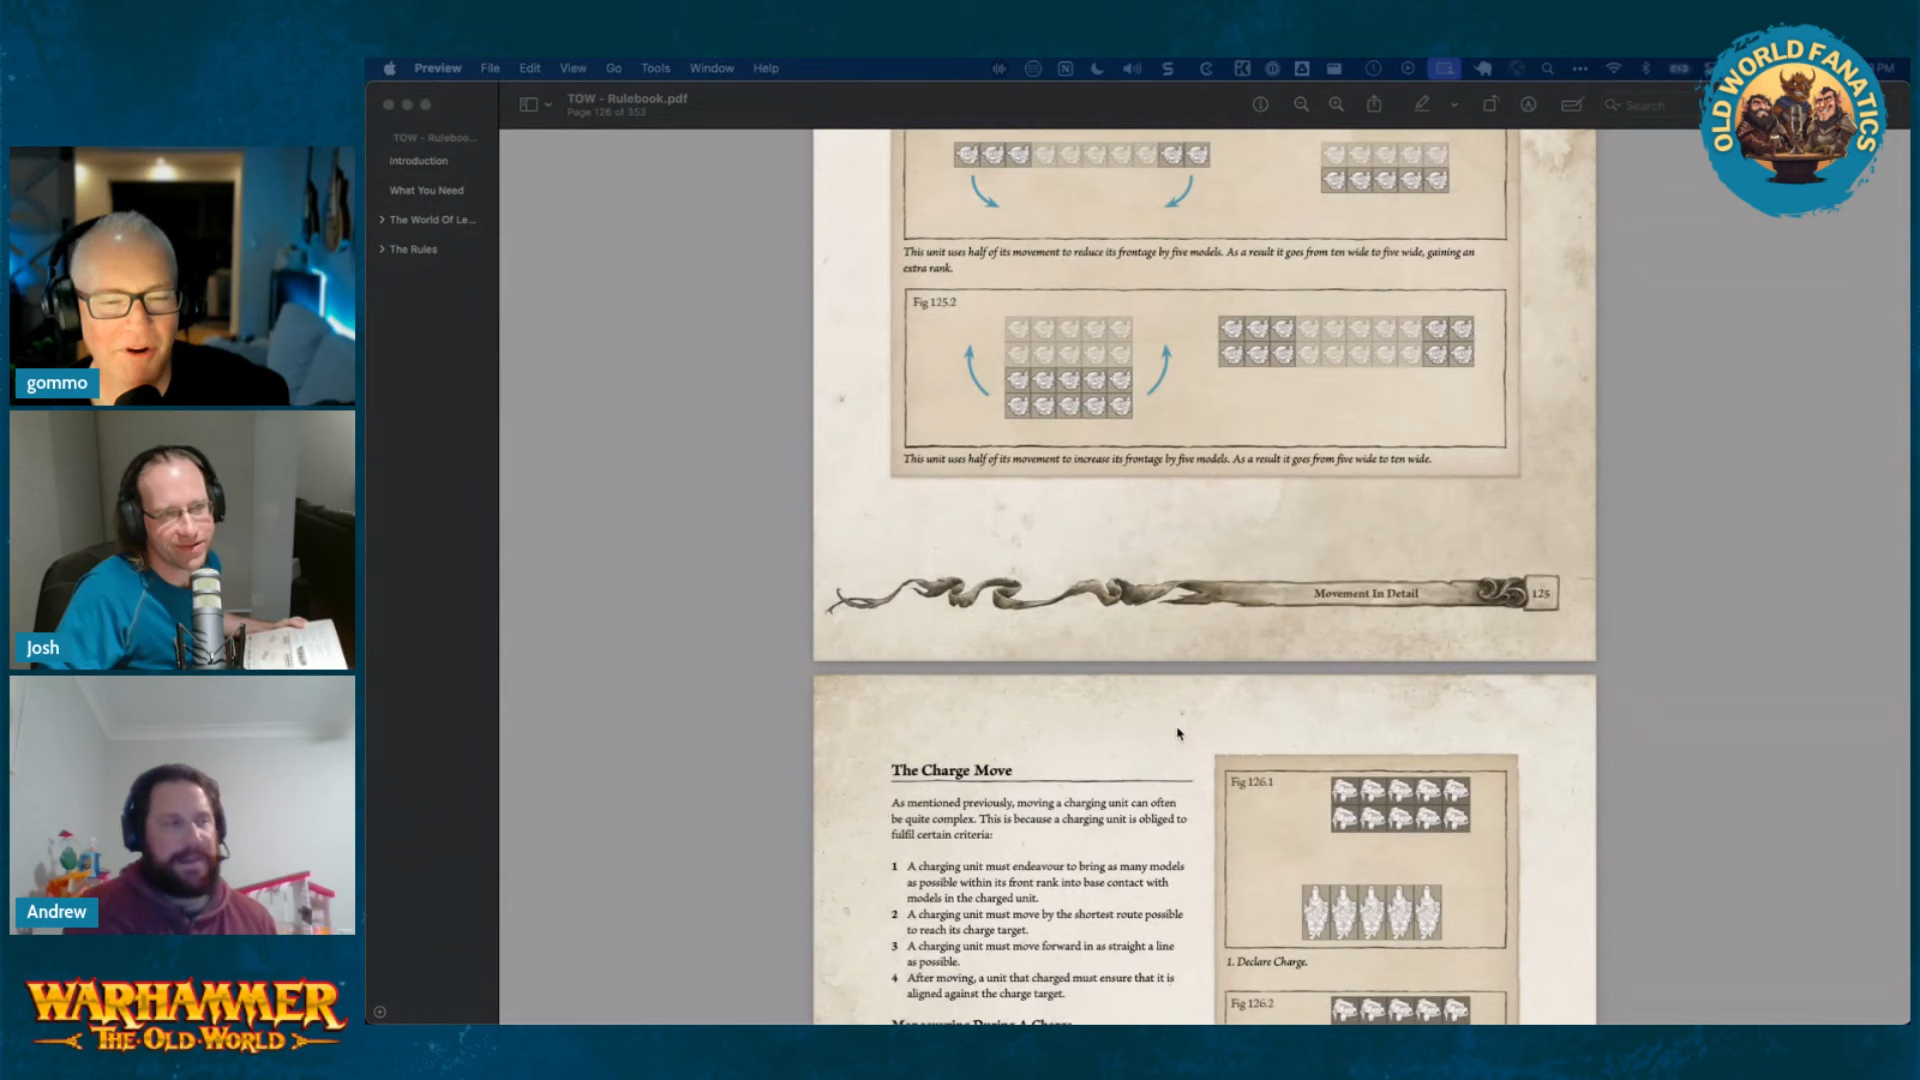 Preview File Edit View Go Tools Window Help
PM
TOW - Rulebook.pdf
Page 126 of 353
Search
OLD WORLD FANATICS
TOW - Ruleboo...
Introduction
What You Need
The World Of Le...
The Rules
This unit uses half of its movement to reduce its frontage by five models. As a result it goes from ten wide to five wide, gaining an
extra rank.
Fig 125.2
This unit uses half of its movement to increase its frontage by five models. As a result it goes from five wide to ten wide.
Movement In Detail
125
The Charge Move
As mentioned previously, moving a charging unit can often
be quite complex. This is because a charging unit is obliged to
fulfil certain criteria:
1 A charging unit must endeavour to bring as many models
as possible within its front rank into base contact with
models in the charged unit.
2 A charging unit must move by the shortest route possible
to reach its charge target.
3 A charging unit must move forward in as straight a line
as possible.
4 After moving, a unit that charged must ensure that it is
aligned against the charge target.
Maneuvring During A Charge
Fig 126.1
1. Declare Charge.
Fig 126.2
gommo
Josh
Andrew
WARHAMMER
THE·OLD·WORLD